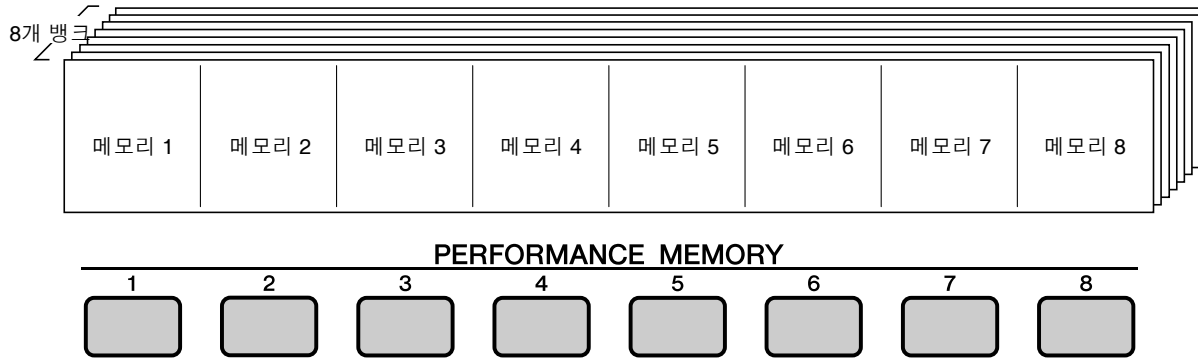 8개 뱅크
메모리 1 메모리 2 메모리 3 메모리 4 메모리 5 메모리 6 메모리 7 메모리 8
PERFORMANCE MEMORY
1 2 3 4 5 6 7 8